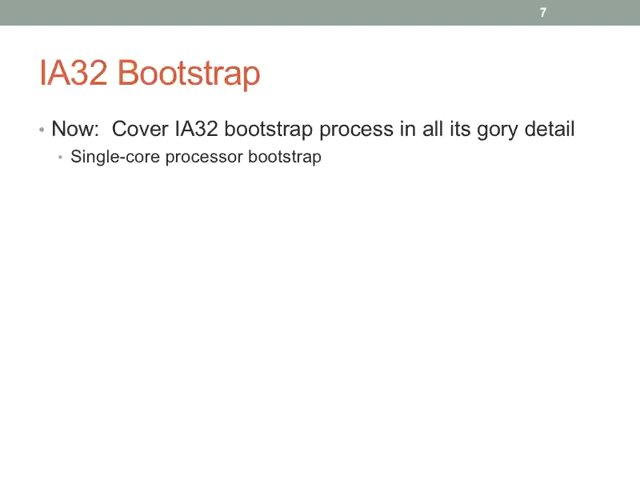 7
IA32 Bootstrap
• Now:  Cover IA32 bootstrap process in all its gory detail
• Single-core processor bootstrap